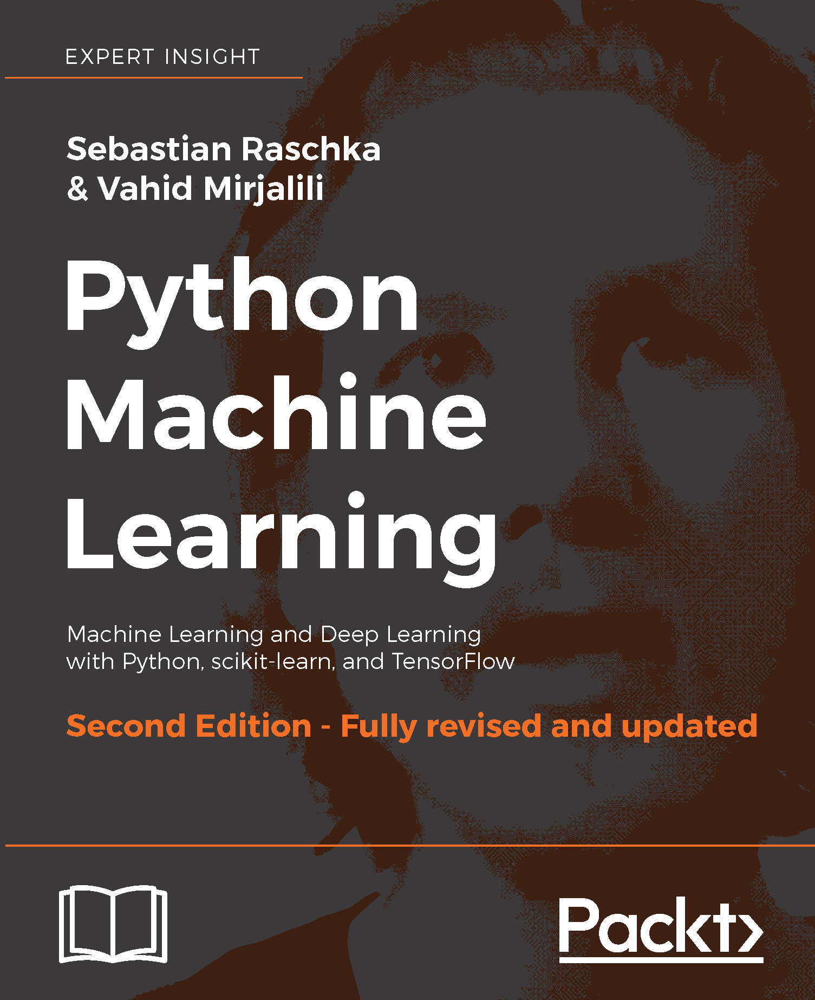 EXPERT INSIGHT
Sebastian Raschka
& Vahid Mirjalili
Python
Machine
Learning
Machine Learning and Deep Learning
with Python, scikit-learn, and TensorFlow
Second Edition - Fully revised and updated
Packt